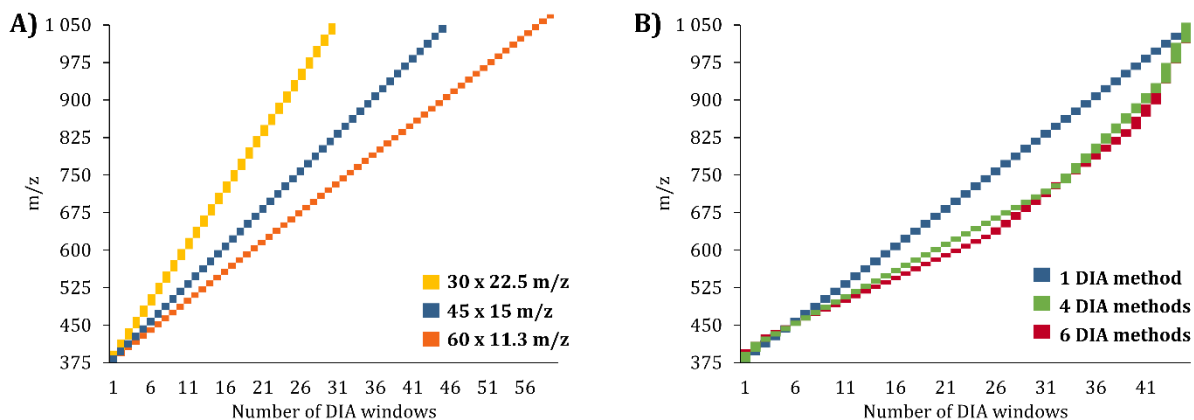 A)
1 050
975
900
825
750
675
600
525
450
375
m/z
1 6 11 16 21 26 31 36 41 46 51 56
Number of DIA windows
30 x 22.5 m/z
45 x 15 m/z
60 x 11.3 m/z
B)
1 050
975
900
825
750
675
600
525
450
375
m/z
1 6 11 16 21 26 31 36 41
Number of DIA windows
1 DIA method
4 DIA methods
6 DIA methods